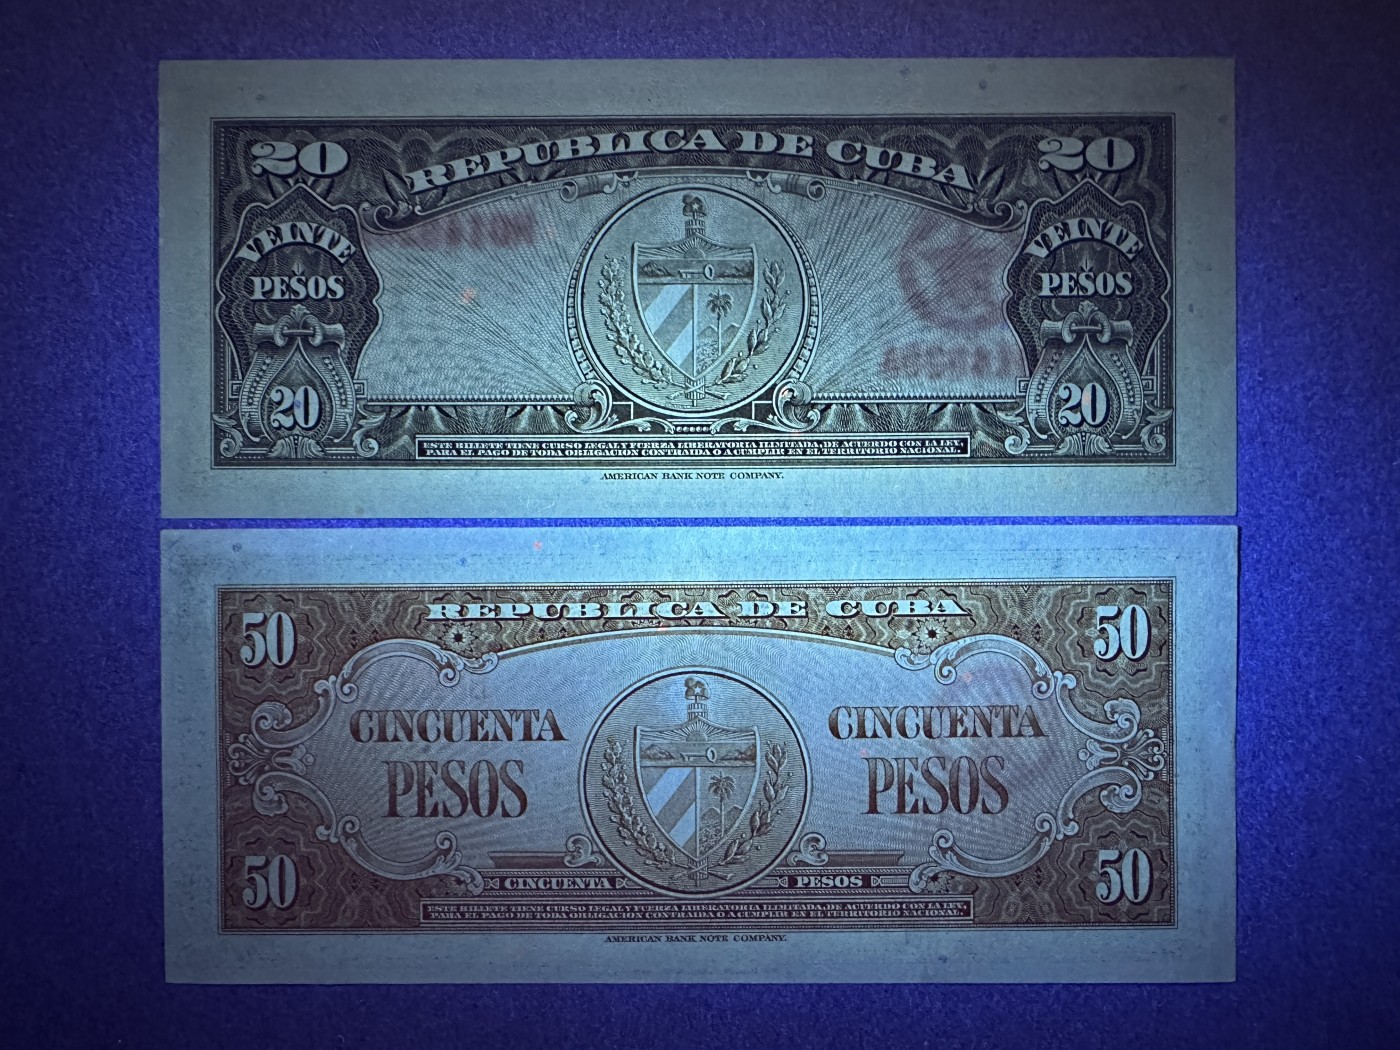 20 REPUBLICA DE CUBA 20
VEINTE PESOS VEINTE PESOS
20 20
ESTE BILLETE TIENE CURSO LEGAL Y FUERZA LIBERATORIA ILIMITADA, DE ACUERDO CON LA LEY,
PARA EL PAGO DE TODA OBLIGACION CONTRAIDA O A CUMPLIR EN EL TERRITORIO NACIONAL.
AMERICAN BANK NOTE COMPANY.
REPUBLICA DE CUBA
50 50
CINCUENTA CINCUENTA
PESOS PESOS
50 50
CINCUENTA PESOS
ESTE BILLETE TIENE CURSO LEGAL Y FUERZA LIBERATORIA ILIMITADA, DE ACUERDO CON LA LEY,
PARA EL PAGO DE TODA OBLIGACION CONTRAIDA O A CUMPLIR EN EL TERRITORIO NACIONAL.
AMERICAN BANK NOTE COMPANY.